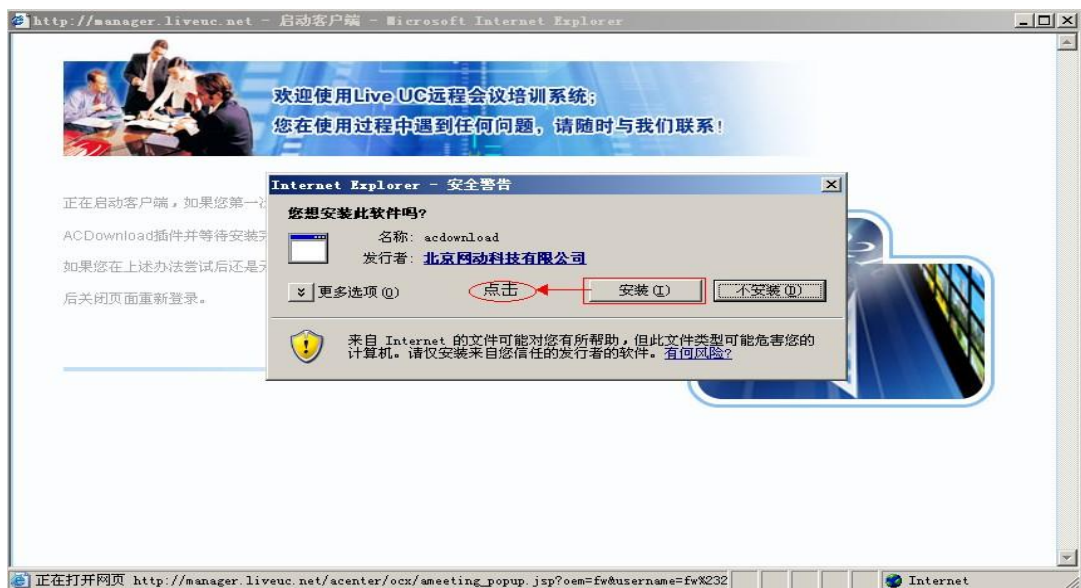 http://manager.liveuc.net - 启动客户端 - Microsoft Internet Explorer
欢迎使用Live UC远程会议培训系统;
您在使用过程中遇到任何问题，请随时与我们联系!
Internet Explorer - 安全警告
正在启动客户端，如果您第一
您想安装此软件吗?
名称: acdownload
ACDownload插件并等待安装
发行者: 北京网动科技有限公司
如果您在上述办法尝试后还是
更多选项(O) 点击 安装(I) 不安装(D)
后关闭页面重新登录。
来自 Internet 的文件可能对您有所帮助，但此文件类型可能危害您的
计算机。请仅安装来自您信任的发行者的软件。有何风险?
正在打开网页 http://manager.liveuc.net/acenter/ocx/ameeting_popup.jsp?oem=fw&username=fw%232 Internet